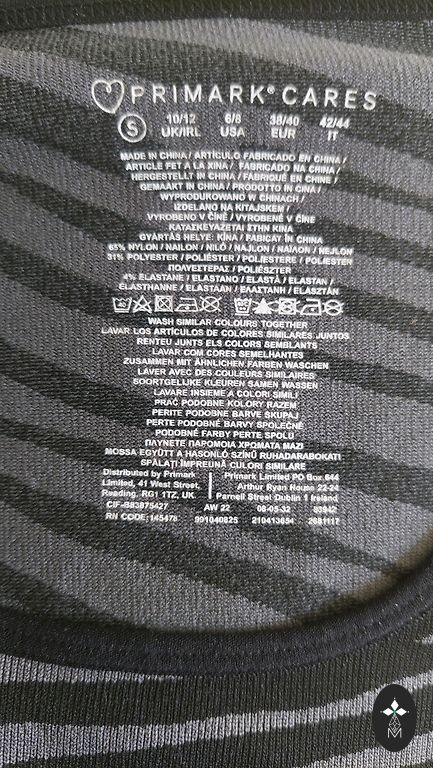 PRIMARK® CARES
S 10/12 6/8 38/40 42/44
UK/IRL USA EUR IT
MADE IN CHINA / ARTÍCULO FABRICADO EN CHINA /
ARTICLE FET A LA XINA / FABRICADO NA CHINA /
HERGESTELLT IN CHINA / FABRIQUÉ EN CHINE /
GEMAAKT IN CHINA / PRODOTTO IN CINA /
WYPRODUKOWANO W CHINACH /
IZDELANO NA KITAJSKEM /
VYROBENO V ČÍNĚ / VYROBENÉ V ČÍNE
ΚΑΤΑΣΚΕΥΑΖΕΤΑΙ ΣΤΗΝ ΚΙΝΑ
GYÁRTÁS HELYE: KÍNA / FABICAT ÎN CHINA
65% NYLON / NAILON / NILÓ / NÁILON / NAJLON / ΝΑΪΛΟΝ / NEJLON
31% POLYESTER / POLIÉSTER / POLIESTERE / POLIESTER
ΠΟΛΥΕΣΤΕΡΑΣ / POLIÉSZTER
4% ELASTANE / ELASTANO / ELASTÀ / ELASTAN /
ELASTHANNE / ELASTAAN / ΕΛΑΣΤΑΝΗ / ELASZTÁN
WASH SIMILAR COLOURS TOGETHER
LAVAR LOS ARTÍCULOS DE COLORES SIMILARES JUNTOS
RENTEU JUNTS ELS COLORS SEMBLANTS
LAVAR COM CORES SEMELHANTES
ZUSAMMEN MIT ÄHNLICHEN FARBEN WASCHEN
LAVER AVEC DES COULEURS SIMILAIRES
SOORTGELIJKE KLEUREN SAMEN WASSEN
LAVARE INSIEME A COLORI SIMILI
PRAĆ PODOBNE KOLORY RAZEM
PERITE PODOBNE BARVE SKUPAJ
PERTE PODOBNÉ BARVY SPOLEČNĚ
PODOBNÉ FARBY PERTE SPOLU
ΠΛΥΝΕΤΕ ΠΑΡΟΜΟΙΑ ΧΡΩΜΑΤΑ ΜΑΖΙ
MOSSA EGYÜTT A HASONLÓ SZÍNŰ RUHADARABOKAT!
SPĂLAȚI ÎMPREUNĂ CULORI SIMILARE
Distributed by Primark Primark Limited PO Box 644
Limited, 41 West Street, Arthur Ryan House 22-24
Reading. RG1 1TZ, UK. Parnell Street Dublin 1 Ireland
CIF-B83875427 AW 22 08-05-32 83942
RN CODE:145478 991040825 210413854 2681117
M